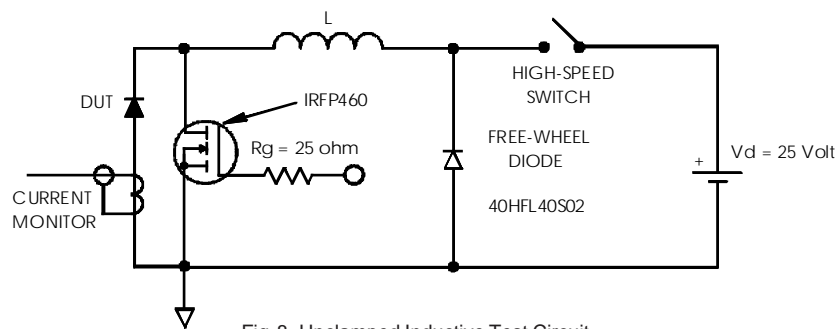 L
HIGH-SPEED
SWITCH
DUT
IRFP460
Rg = 25 ohm
FREE-WHEEL
DIODE
40HFL40S02
+
Vd = 25 Volt
CURRENT
MONITOR
Fig. 8 - Unclamped Inductive Test Circuit